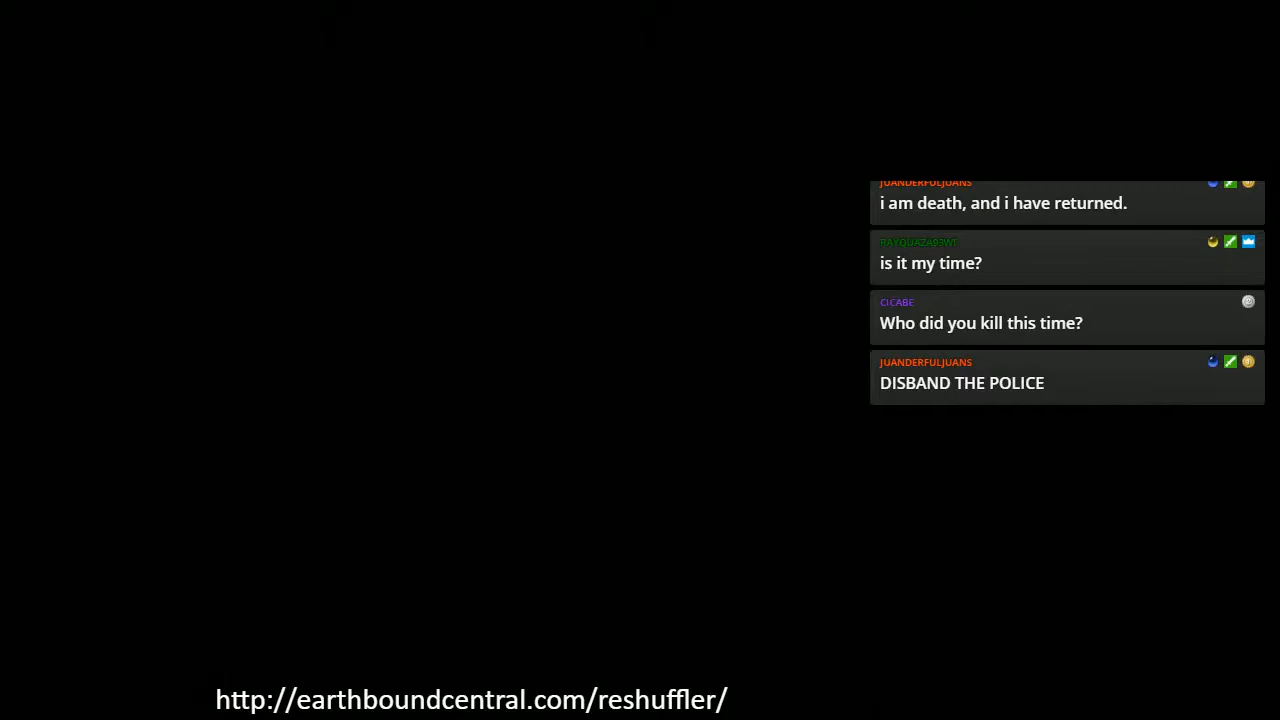 JUANDERFULJUANS
i am death, and i have returned.
RAYQUAZA93WT
is it my time?
CICABE
Who did you kill this time?
JUANDERFULJUANS
DISBAND THE POLICE
http://earthboundcentral.com/reshuffler/